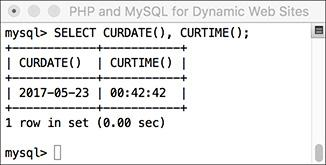 PHP and MySQL for Dynamic Web Sites
mysql> SELECT CURDATE(), CURTIME();
+------------+-----------+
| CURDATE()  | CURTIME() |
+------------+-----------+
| 2017-05-23 | 00:42:42  |
+------------+-----------+
1 row in set (0.00 sec)
mysql>